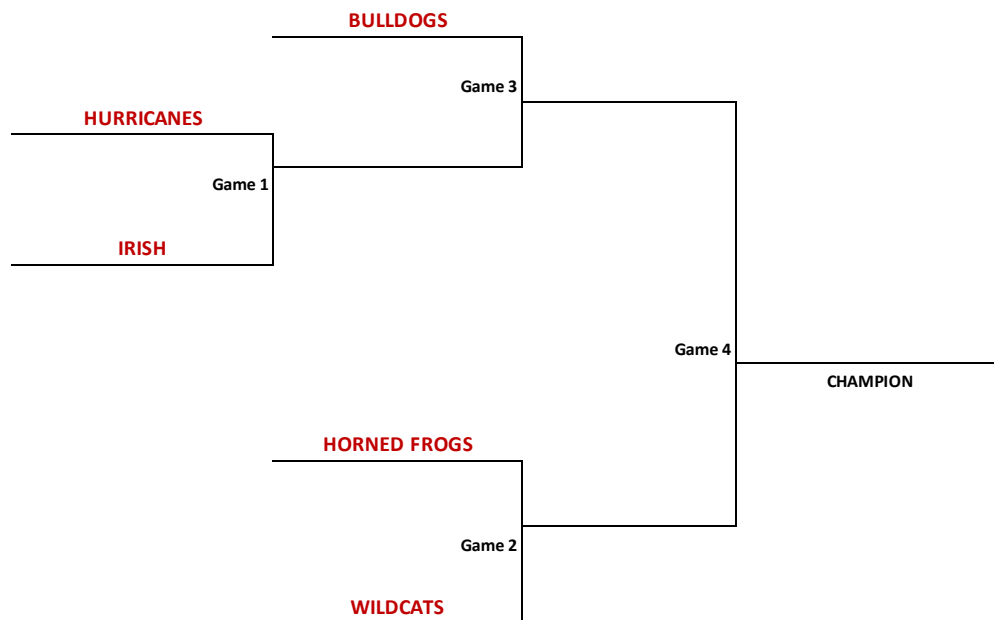 BULLDOGS
Game 3
HURRICANES
Game 1
IRISH
Game 4
CHAMPION
HORNED FROGS
Game 2
WILDCATS